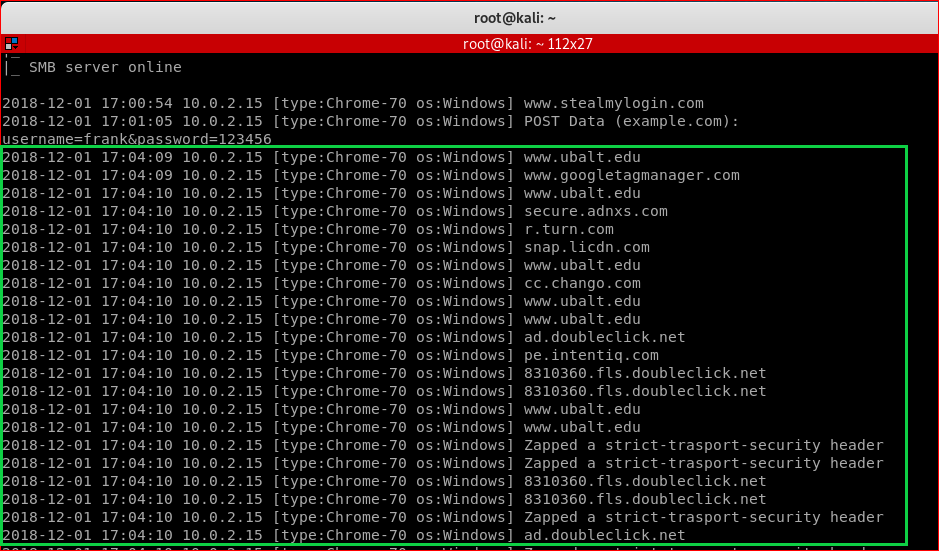 root@kali: ~
root@kali: ~ 112x27
|_ SMB server online
2018-12-01 17:00:54 10.0.2.15 [type:Chrome-70 os:Windows] www.stealmylogin.com
2018-12-01 17:01:05 10.0.2.15 [type:Chrome-70 os:Windows] POST Data (example.com):
username=frank&password=123456
2018-12-01 17:04:09 10.0.2.15 [type:Chrome-70 os:Windows] www.ubalt.edu
2018-12-01 17:04:09 10.0.2.15 [type:Chrome-70 os:Windows] www.googletagmanager.com
2018-12-01 17:04:10 10.0.2.15 [type:Chrome-70 os:Windows] www.ubalt.edu
2018-12-01 17:04:10 10.0.2.15 [type:Chrome-70 os:Windows] secure.adnxs.com
2018-12-01 17:04:10 10.0.2.15 [type:Chrome-70 os:Windows] r.turn.com
2018-12-01 17:04:10 10.0.2.15 [type:Chrome-70 os:Windows] snap.licdn.com
2018-12-01 17:04:10 10.0.2.15 [type:Chrome-70 os:Windows] www.ubalt.edu
2018-12-01 17:04:10 10.0.2.15 [type:Chrome-70 os:Windows] cc.chango.com
2018-12-01 17:04:10 10.0.2.15 [type:Chrome-70 os:Windows] www.ubalt.edu
2018-12-01 17:04:10 10.0.2.15 [type:Chrome-70 os:Windows] www.ubalt.edu
2018-12-01 17:04:10 10.0.2.15 [type:Chrome-70 os:Windows] ad.doubleclick.net
2018-12-01 17:04:10 10.0.2.15 [type:Chrome-70 os:Windows] pe.intentiq.com
2018-12-01 17:04:10 10.0.2.15 [type:Chrome-70 os:Windows] 8310360.fls.doubleclick.net
2018-12-01 17:04:10 10.0.2.15 [type:Chrome-70 os:Windows] 8310360.fls.doubleclick.net
2018-12-01 17:04:10 10.0.2.15 [type:Chrome-70 os:Windows] www.ubalt.edu
2018-12-01 17:04:10 10.0.2.15 [type:Chrome-70 os:Windows] www.ubalt.edu
2018-12-01 17:04:10 10.0.2.15 [type:Chrome-70 os:Windows] Zapped a strict-trasport-security header
2018-12-01 17:04:10 10.0.2.15 [type:Chrome-70 os:Windows] Zapped a strict-trasport-security header
2018-12-01 17:04:10 10.0.2.15 [type:Chrome-70 os:Windows] 8310360.fls.doubleclick.net
2018-12-01 17:04:10 10.0.2.15 [type:Chrome-70 os:Windows] 8310360.fls.doubleclick.net
2018-12-01 17:04:10 10.0.2.15 [type:Chrome-70 os:Windows] Zapped a strict-trasport-security header
2018-12-01 17:04:10 10.0.2.15 [type:Chrome-70 os:Windows] ad.doubleclick.net